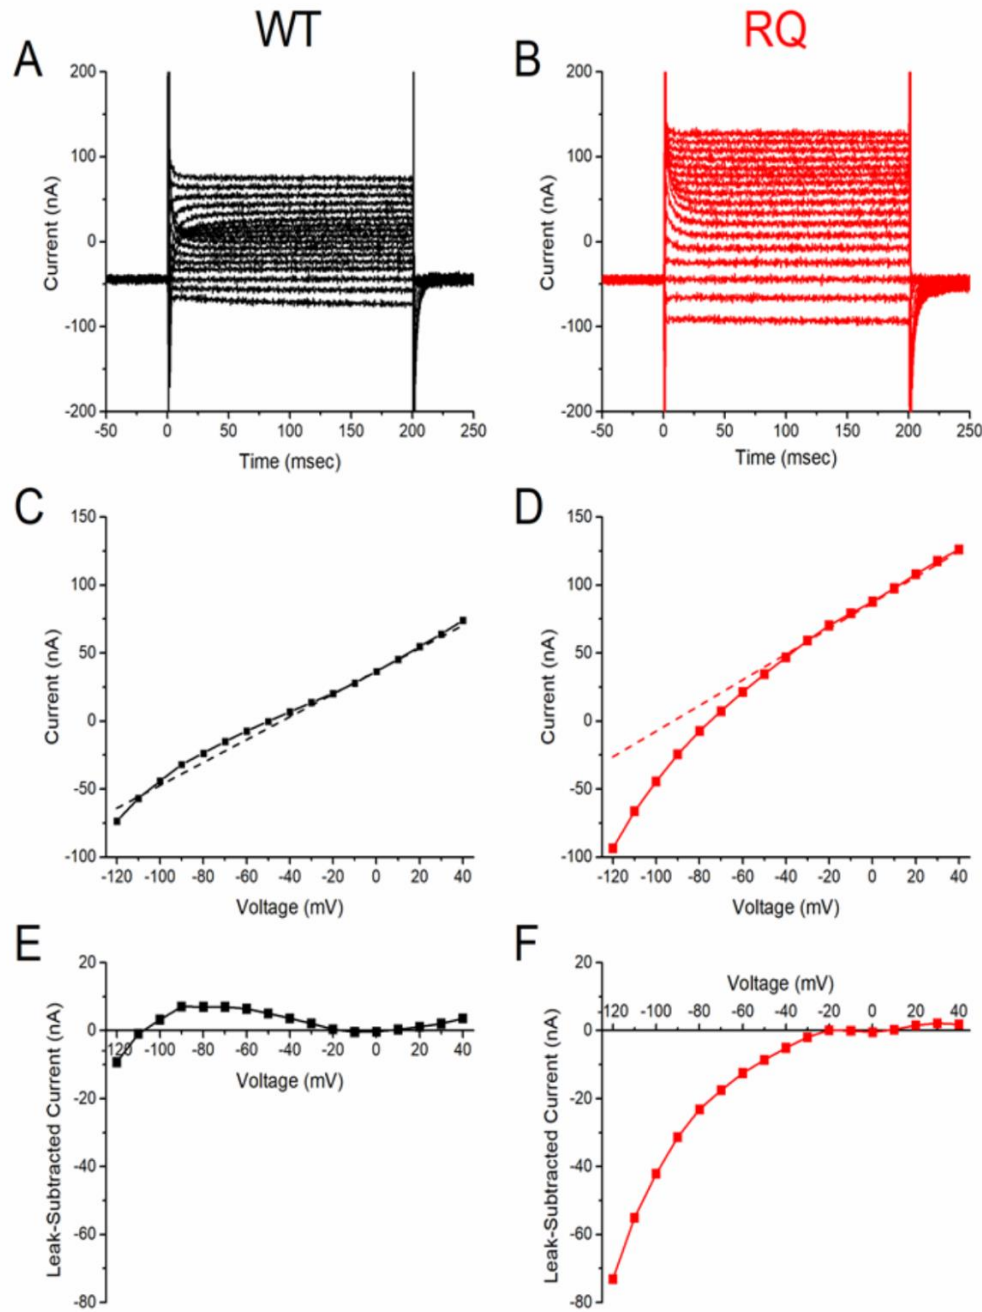 WT
RQ
A
B
200
100
0
-100
-200
Current (nA)
-50 0 50 100 150 200 250
Time (msec)
200
100
0
-100
-200
Current (nA)
-50 0 50 100 150 200 250
Time (msec)
C
D
150
100
50
0
-50
-100
Current (nA)
-120 -100 -80 -60 -40 -20 0 20 40
Voltage (mV)
150
100
50
0
-50
-100
Current (nA)
-120 -100 -80 -60 -40 -20 0 20 40
Voltage (mV)
E
F
20
0
-20
-40
-60
-80
Leak-Subtracted Current (nA)
-120 -100 -80 -60 -40 -20 0 20 40
Voltage (mV)
20
0
-20
-40
-60
-80
Leak-Subtracted Current (nA)
Voltage (mV)
-120 -100 -80 -60 -40 -20 0 20 40